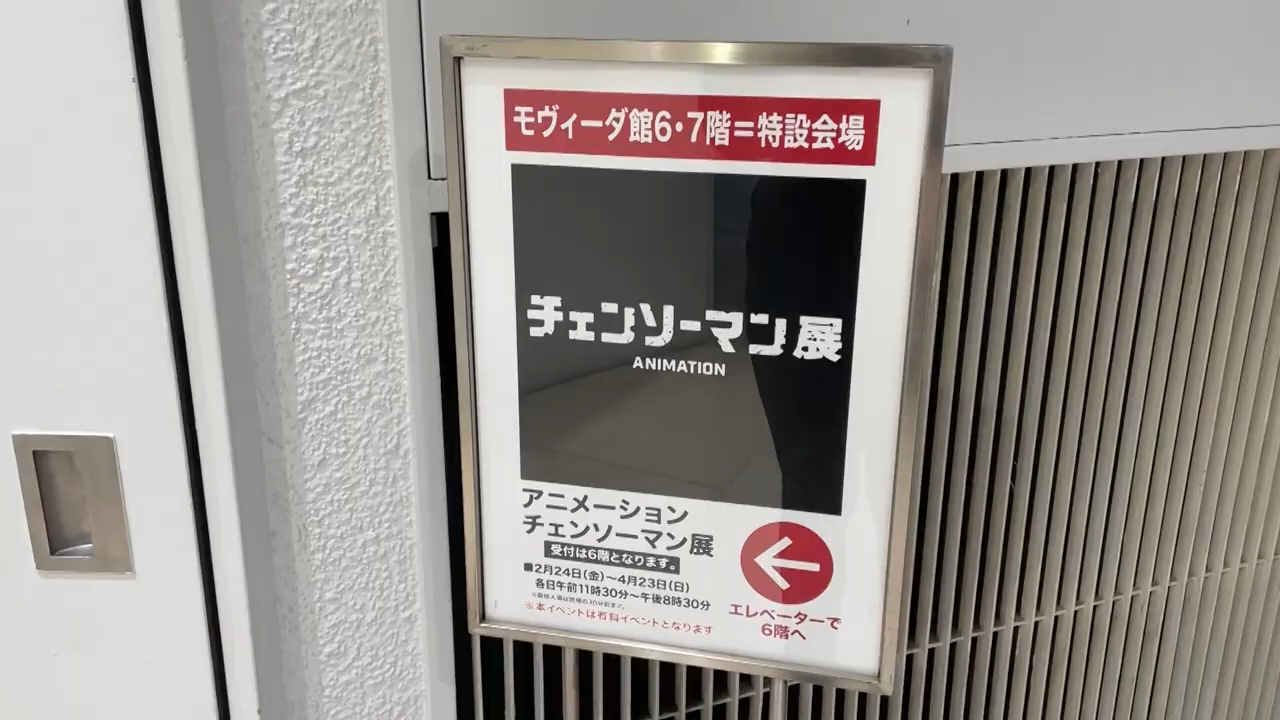 モヴィーダ館6・7階=特設会場
チェンソーマン展
ANIMATION
アニメーション
チェンソーマン展
受付は6階となります。
■2月24日(金)〜4月23日(日)
各日午前11時30分〜午後8時30分
※最終入場は閉場の30分前まで。
※本イベントは有料イベントとなります
エレベーターで
6階へ